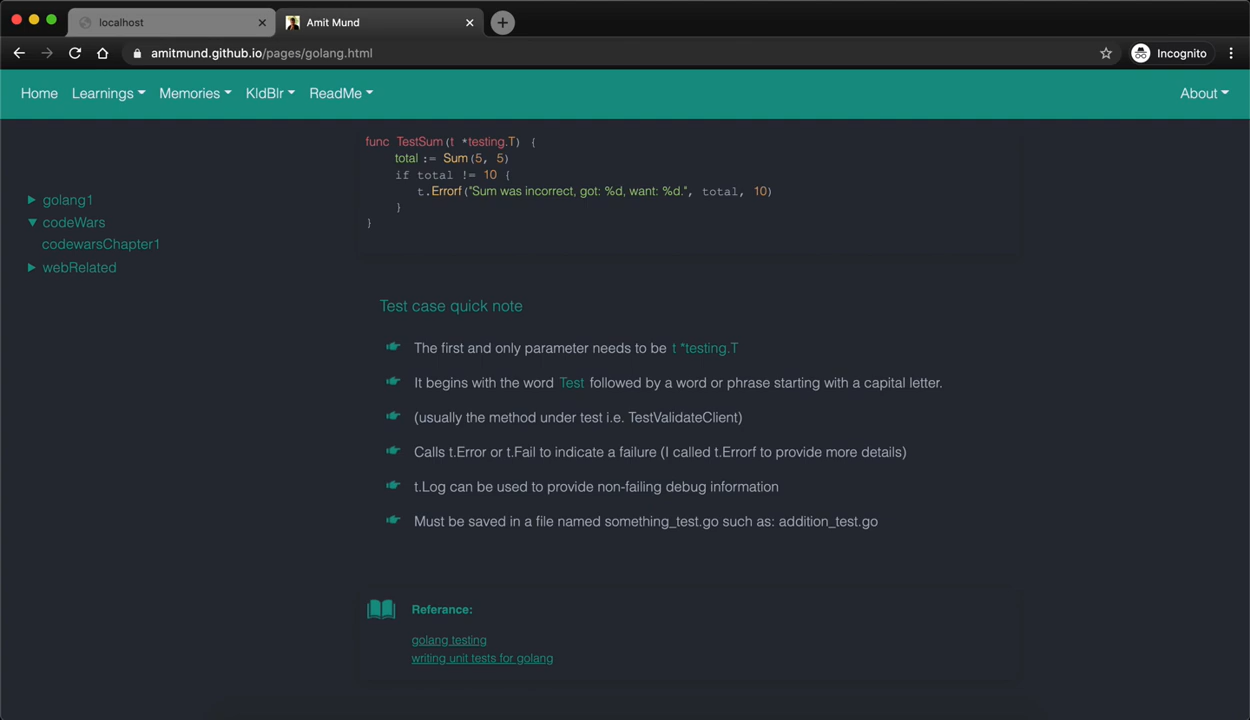 localhost
Amit Mund
amitmund.github.io/pages/golang.html
Incognito
Home Learnings Memories KldBlr ReadMe About
golang1
codeWars
codewarsChapter1
webRelated
func TestSum(t *testing.T) {
total := Sum(5, 5)
if total != 10 {
t.Errorf("Sum was incorrect, got: %d, want: %d.", total, 10)
}
}
Test case quick note
The first and only parameter needs to be t *testing.T
It begins with the word Test followed by a word or phrase starting with a capital letter.
(usually the method under test i.e. TestValidateClient)
Calls t.Error or t.Fail to indicate a failure (I called t.Errorf to provide more details)
t.Log can be used to provide non-failing debug information
Must be saved in a file named something_test.go such as: addition_test.go
Referance:
golang testing
writing unit tests for golang